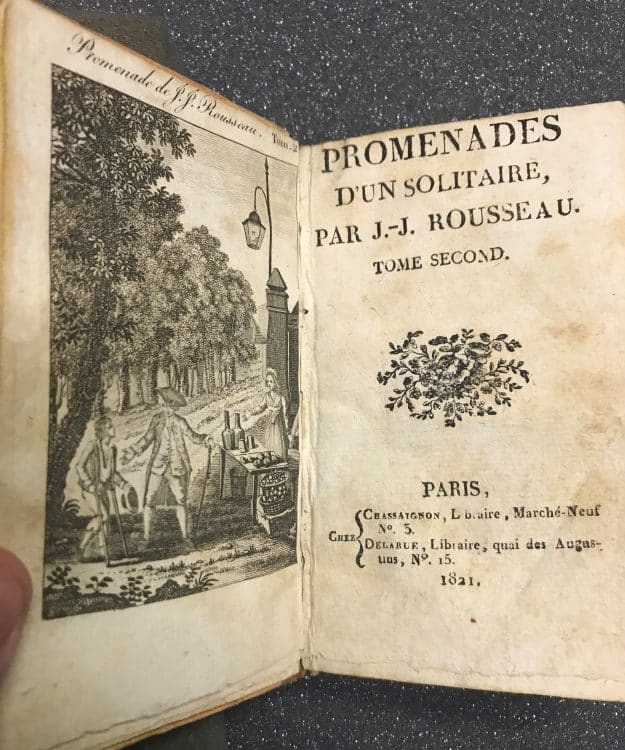 Promenade de J. J. Rousseau. Tom. 2
PROMENADES
D'UN SOLITAIRE,
PAR J.-J. ROUSSEAU.
TOME SECOND.
PARIS,
CHEZ
CHASSAIGNON, Libraire, Marché-Neuf
N°. 3.
DELARUE, Libraire, quai des Augus-
tins, N°. 15.
1821.